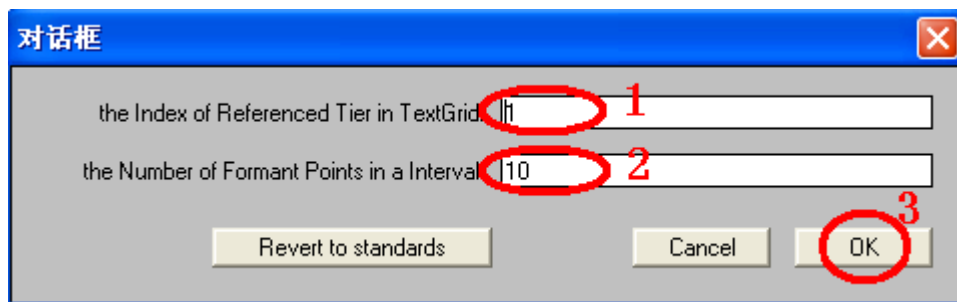 对话框
the Index of Referenced Tier in TextGrid: 1 1
the Number of Formant Points in a Interval: 10 2
3
Revert to standards Cancel OK